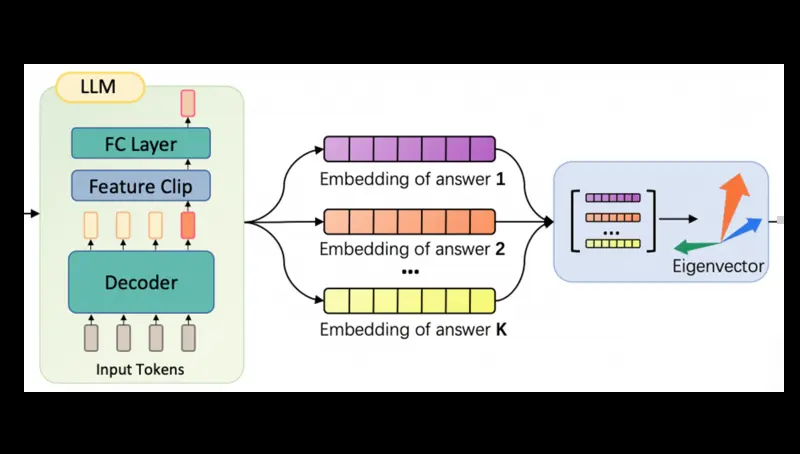 LLM
FC Layer
Feature Clip
Decoder
Input Tokens
Embedding of answer 1
Embedding of answer 2
...
Embedding of answer K
...
Eigenvector